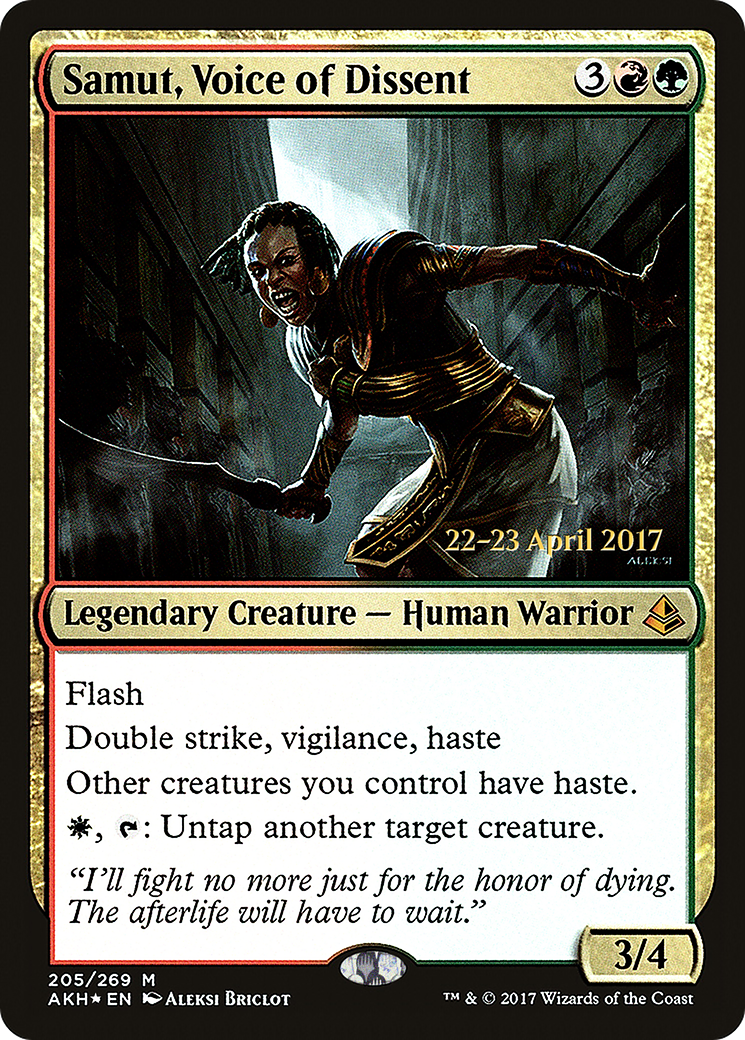 Samut, Voice of Dissent 3
22–23 April 2017
ALEKSI
Legendary Creature — Human Warrior
Flash
Double strike, vigilance, haste
Other creatures you control have haste.
, : Untap another target creature.
“I’ll fight no more just for the honor of dying.
The afterlife will have to wait.”
3/4
205/269 M
AKH★EN Aleksi Briclot
™ & © 2017 Wizards of the Coast